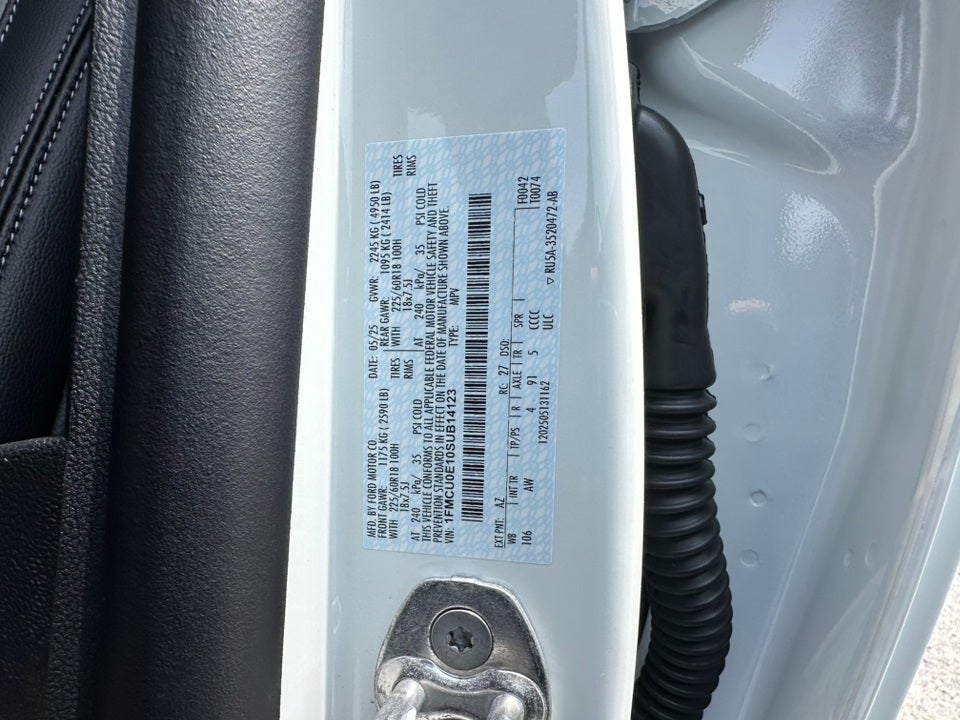 MFD. BY FORD MOTOR CO. DATE: 05/25 GVWR: 2245 KG ( 4950 LB)
FRONT GAWR: 1175 KG ( 2590 LB) REAR GAWR: 1095 KG ( 2414 LB)
WITH 225/60R18 100H TIRES WITH 225/60R18 100H TIRES
18x7.5J RIMS 18x7.5J RIMS
AT 240 kPa/ 35 PSI COLD AT 240 kPa/ 35 PSI COLD
THIS VEHICLE CONFORMS TO ALL APPLICABLE FEDERAL MOTOR VEHICLE SAFETY AND THEFT
PREVENTION STANDARDS IN EFFECT ON THE DATE OF MANUFACTURE SHOWN ABOVE.
VIN: 1FMCU0E10SUB14123 TYPE: MPV
EXT PNT: AZ RC: 27 DSO: F0042
WB | INT TR | TP/PS | R | AXLE | TR | SPR | T0074
106 AW 4 91 5 CCCC
ULC
1202505131162 ▽ RU5A-3520472-AB